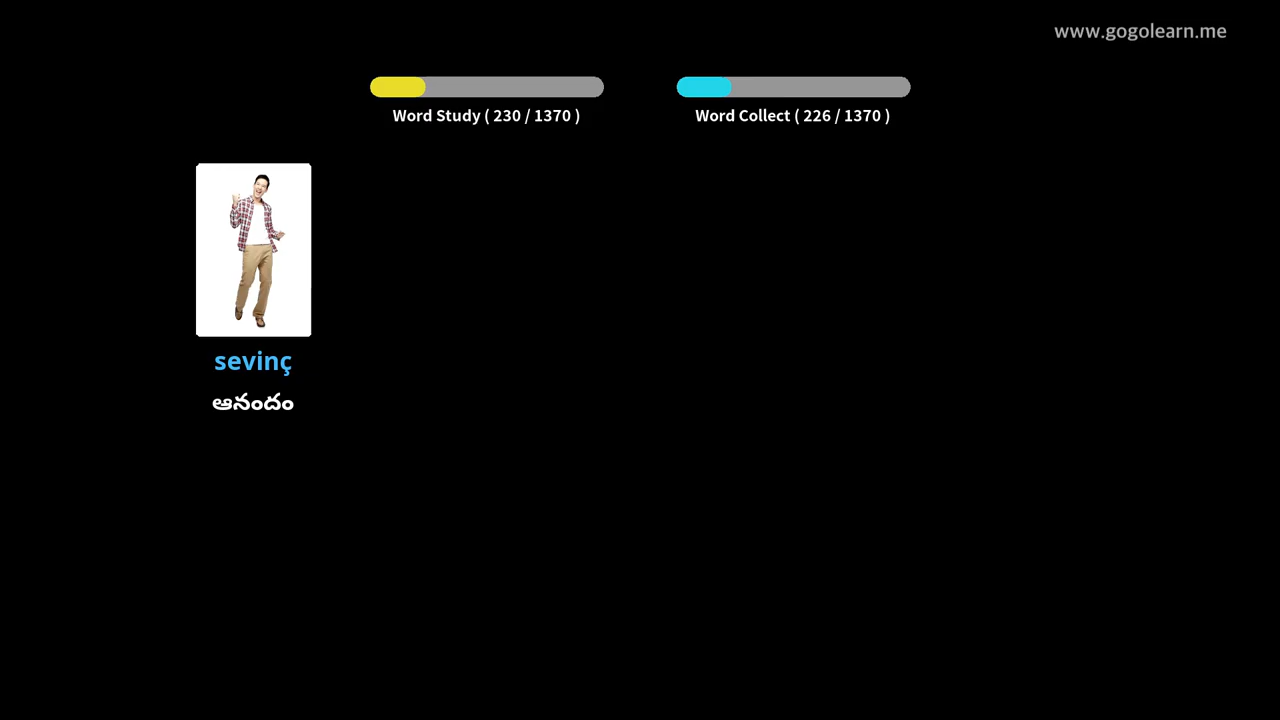 www.gogolearn.me
Word Study ( 230 / 1370 )
Word Collect ( 226 / 1370 )
sevinç
ఆనందం